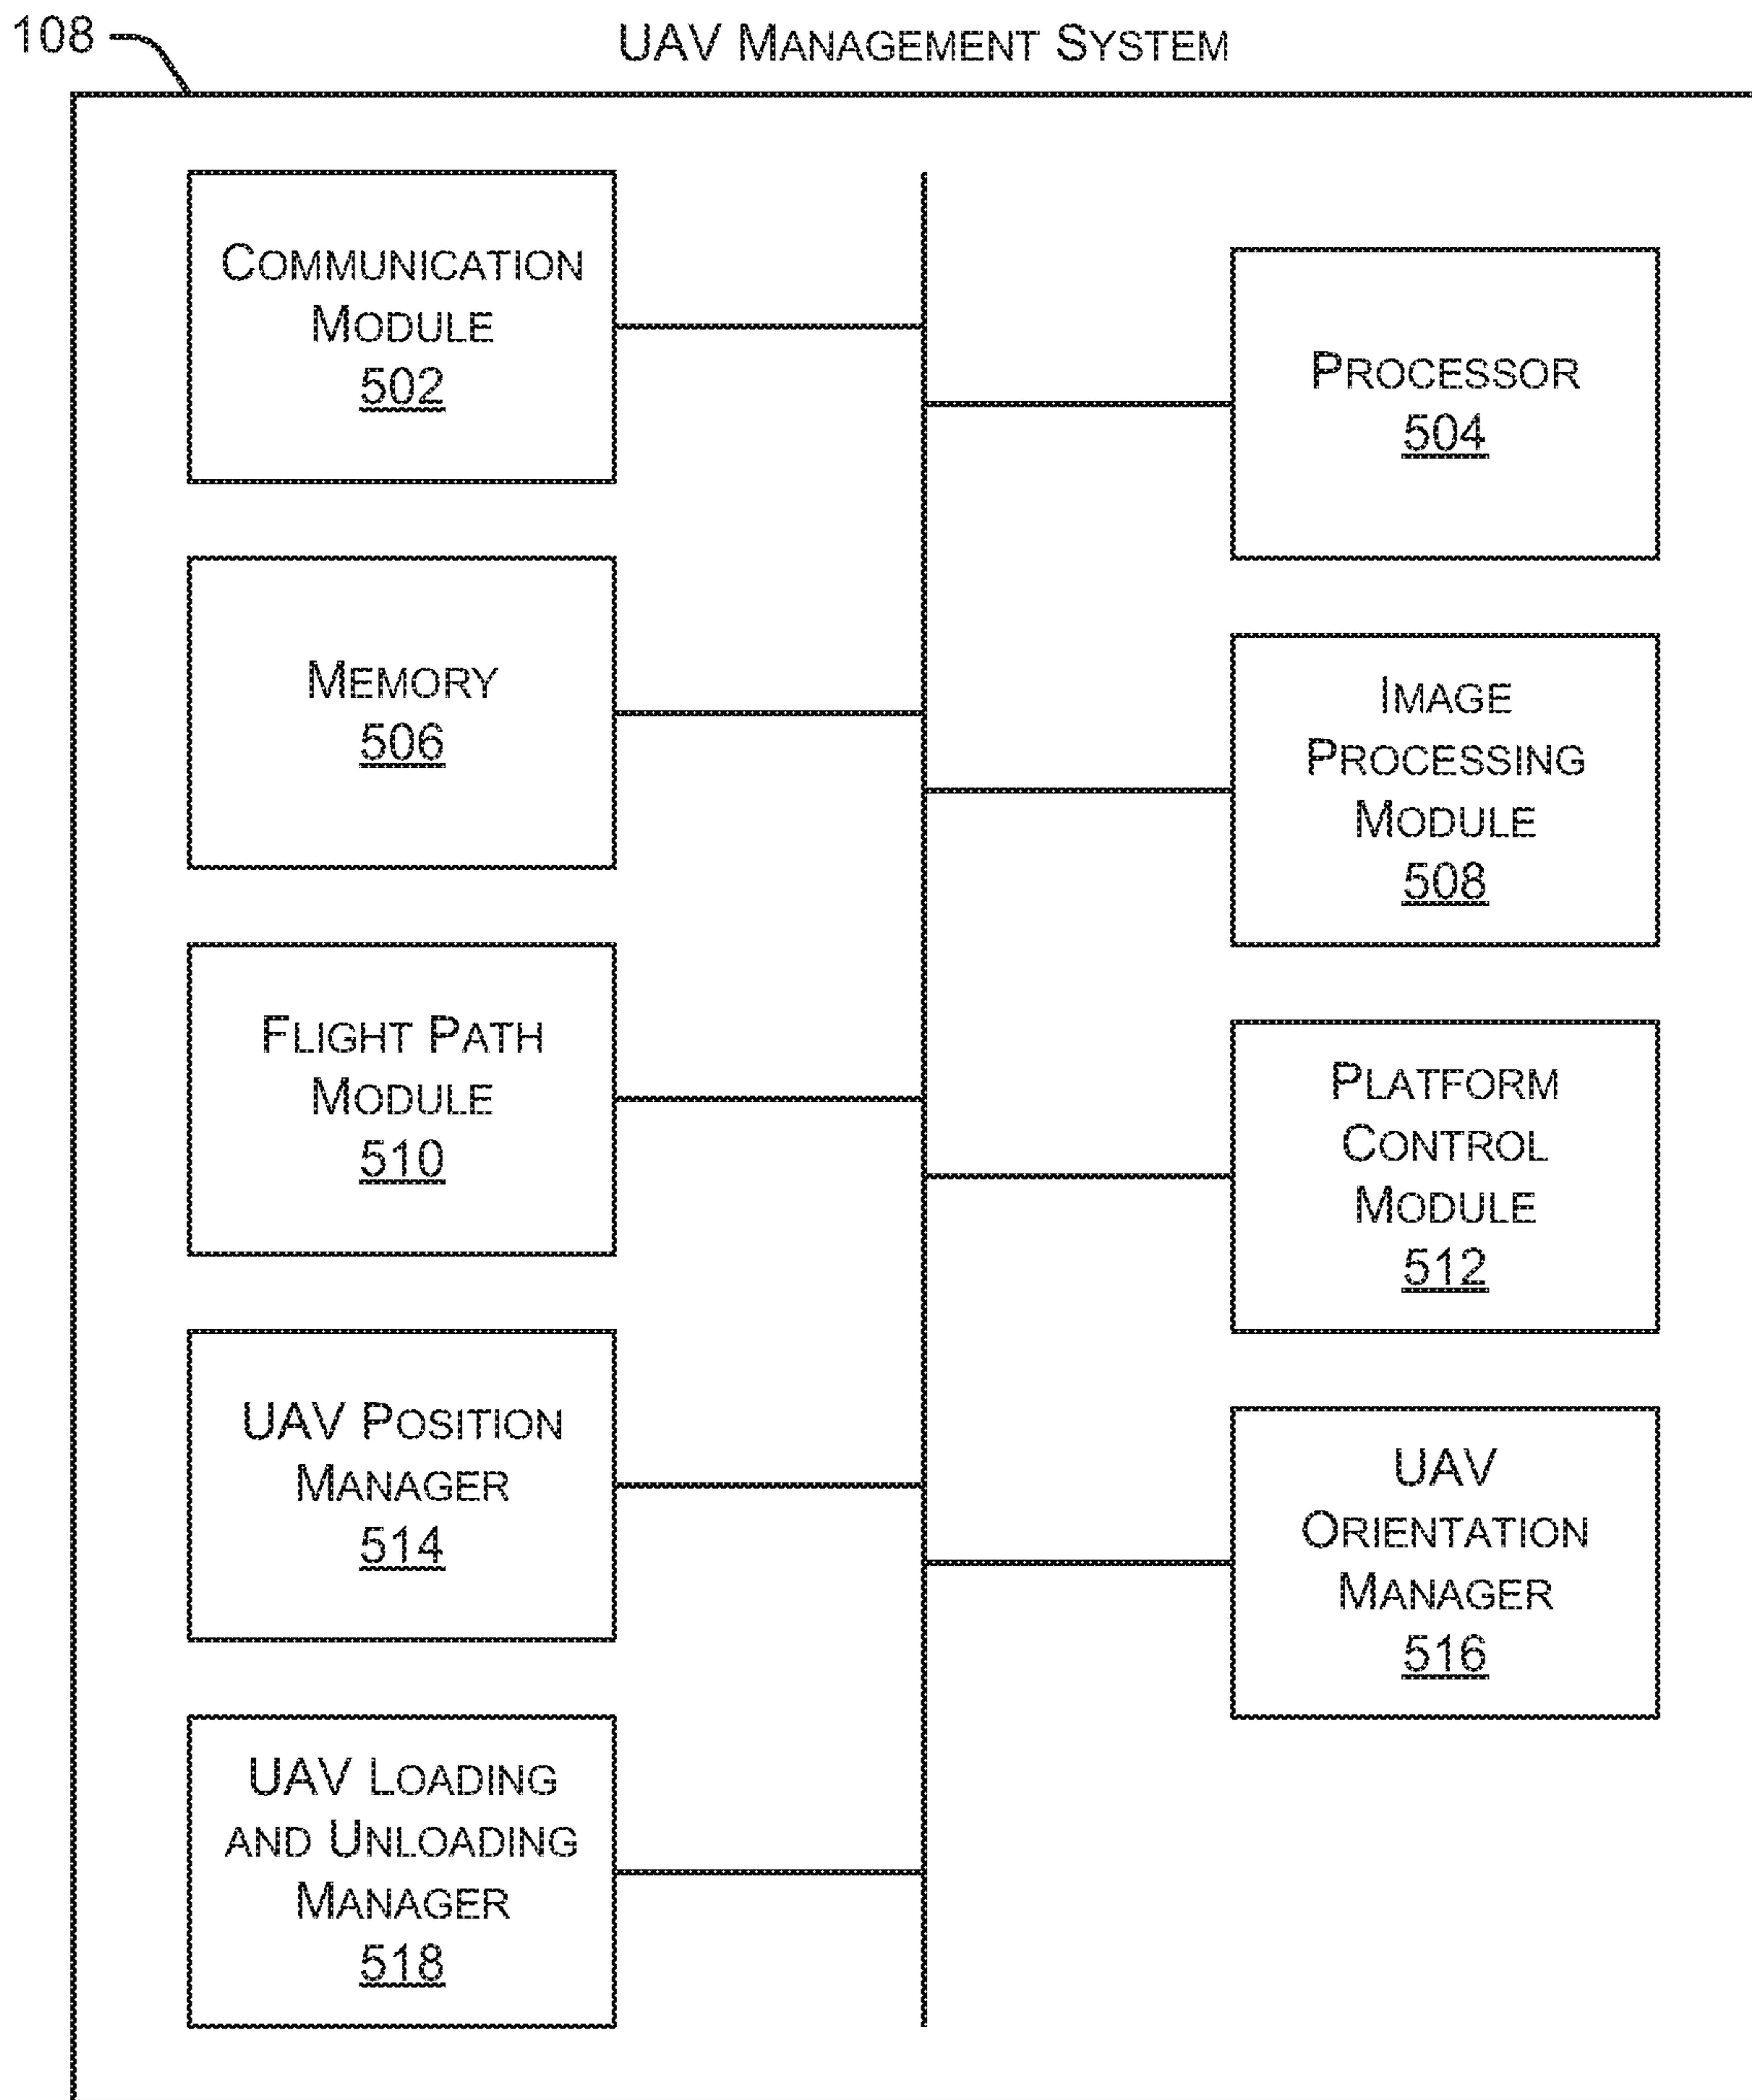 108
UAV MANAGEMENT SYSTEM
COMMUNICATION
MODULE
502
PROCESSOR
504
MEMORY
506
IMAGE
PROCESSING
MODULE
508
FLIGHT PATH
MODULE
510
PLATFORM
CONTROL
MODULE
512
UAV POSITION
MANAGER
514
UAV
ORIENTATION
MANAGER
516
UAV LOADING
AND UNLOADING
MANAGER
518